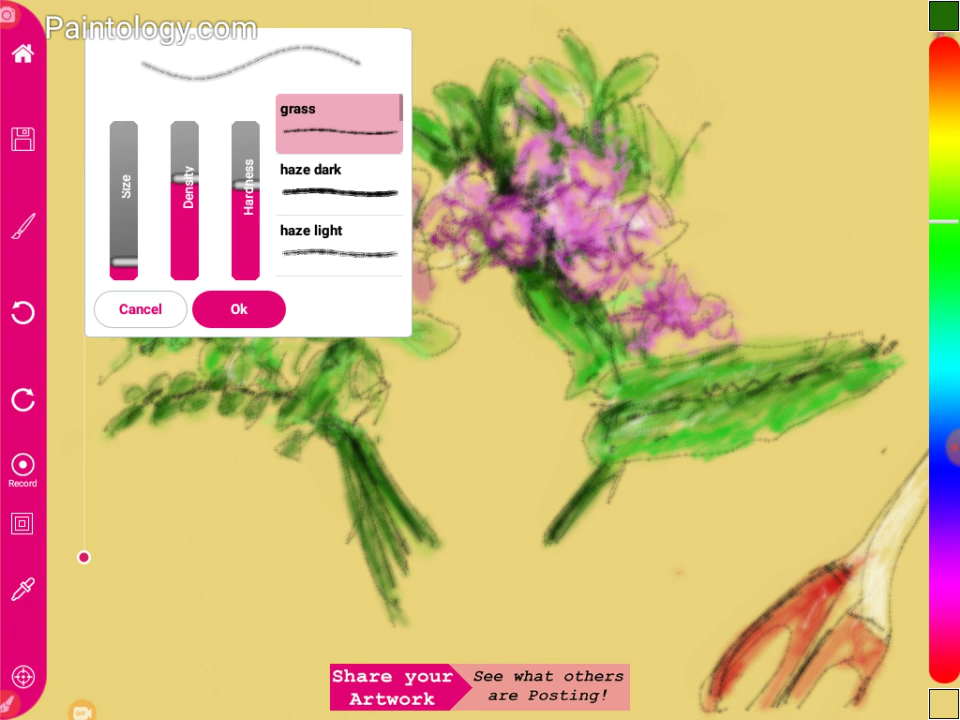 Paintology.com
Size
Density
Hardness
grass
haze dark
haze light
Cancel
Ok
Record
Share your
Artwork
See what others
are Posting!